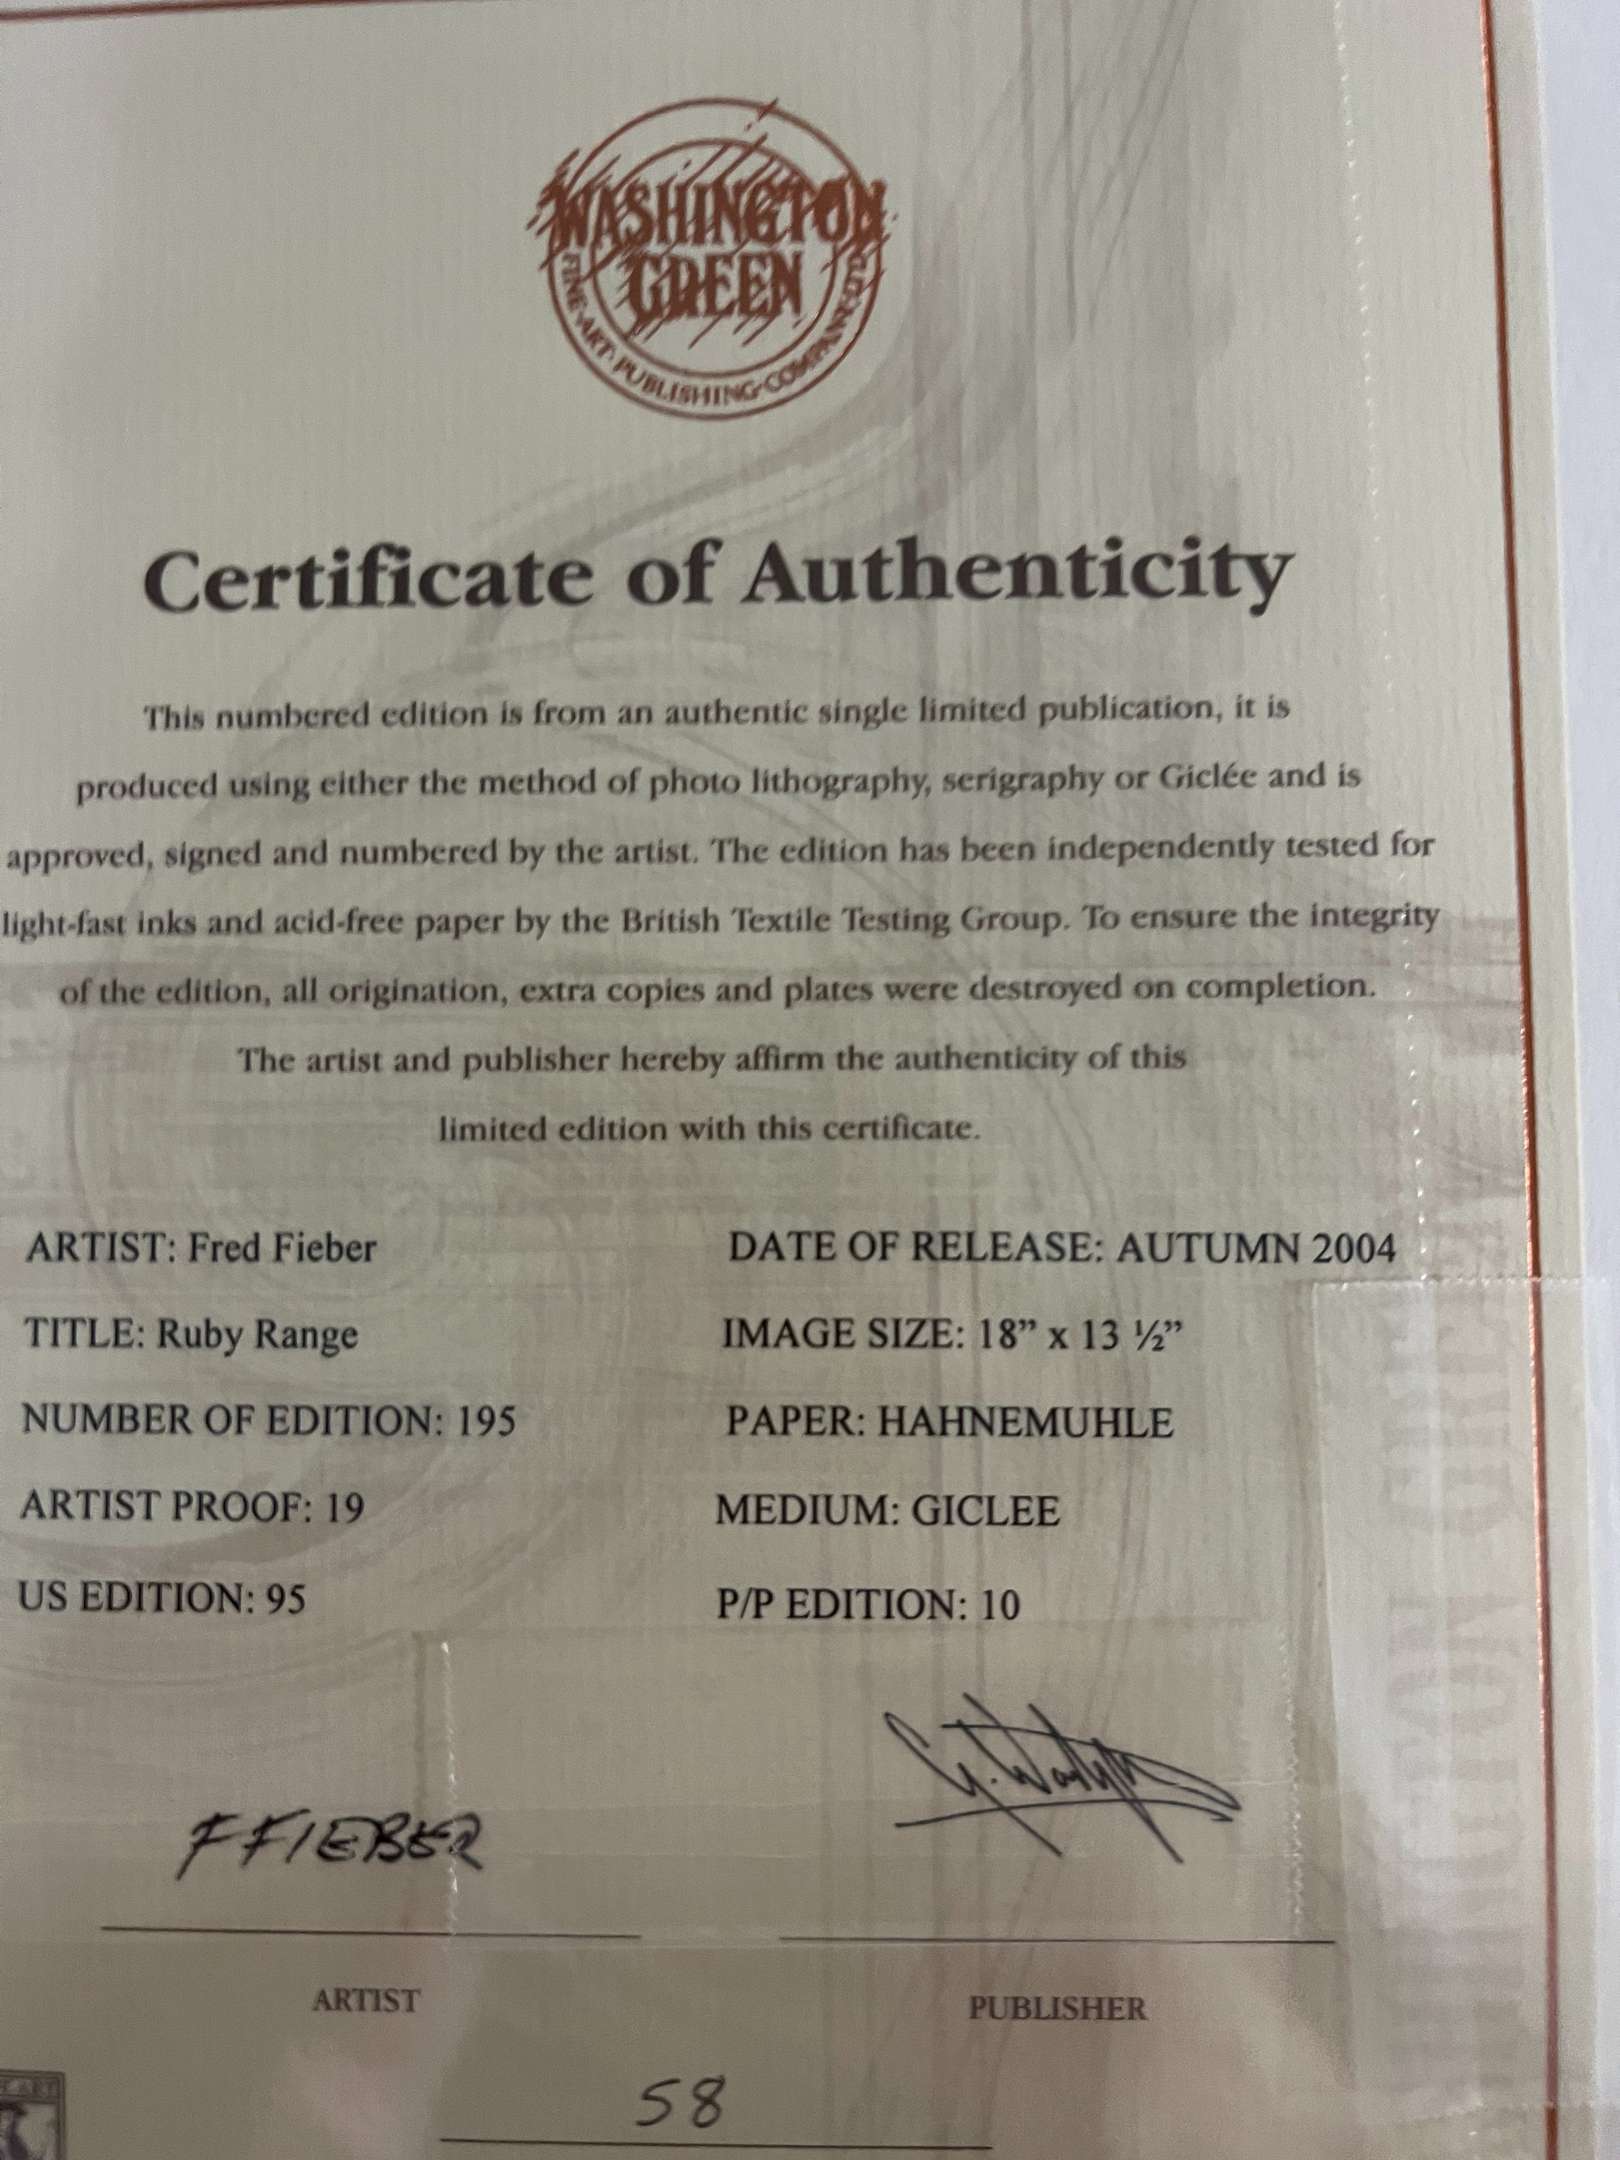 WASHINGTON
GREEN
FINE·ART·PUBLISHING·COMPANY·LTD
Certificate of Authenticity
This numbered edition is from an authentic single limited publication, it is
produced using either the method of photo lithography, serigraphy or Giclée and is
approved, signed and numbered by the artist. The edition has been independently tested for
light-fast inks and acid-free paper by the British Textile Testing Group. To ensure the integrity
of the edition, all origination, extra copies and plates were destroyed on completion.
The artist and publisher hereby affirm the authenticity of this
limited edition with this certificate.
ARTIST: Fred Fieber
DATE OF RELEASE: AUTUMN 2004
TITLE: Ruby Range
IMAGE SIZE: 18” x 13 ½”
NUMBER OF EDITION: 195
PAPER: HAHNEMUHLE
ARTIST PROOF: 19
MEDIUM: GICLEE
US EDITION: 95
P/P EDITION: 10
F FIEBER
ARTIST
PUBLISHER
58